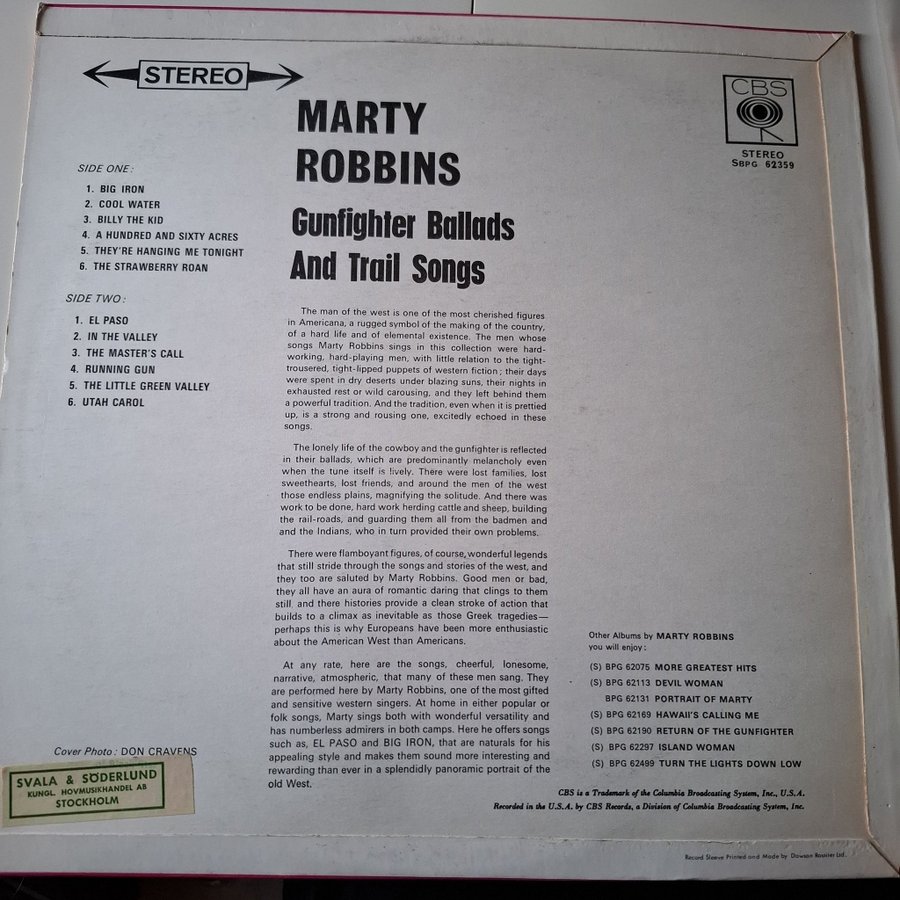 STEREO
MARTY
ROBBINS
Gunfighter Ballads
And Trail Songs
CBS
STEREO
SBPG 62359
SIDE ONE:
1. BIG IRON
2. COOL WATER
3. BILLY THE KID
4. A HUNDRED AND SIXTY ACRES
5. THEY'RE HANGING ME TONIGHT
6. THE STRAWBERRY ROAN
SIDE TWO:
1. EL PASO
2. IN THE VALLEY
3. THE MASTER'S CALL
4. RUNNING GUN
5. THE LITTLE GREEN VALLEY
6. UTAH CAROL
The man of the west is one of the most cherished figures
in Americana, a rugged symbol of the making of the country,
of a hard life and of elemental existence. The men whose
songs Marty Robbins sings in this collection were hard-
working, hard-playing men, with little relation to the tight-
trousered, tight-lipped puppets of western fiction; their days
were spent in dry deserts under blazing suns, their nights in
exhausted rest or wild carousing, and they left behind them
a powerful tradition. And the tradition, even when it is prettied
up, is a strong and rousing one, excitedly echoed in these
songs.
The lonely life of the cowboy and the gunfighter is reflected
in their ballads, which are predominantly melancholy even
when the tune itself is lively. There were lost families, lost
sweethearts, lost friends, and around the men of the west
those endless plains, magnifying the solitude. And there was
work to be done, hard work herding cattle and sheep, building
the rail-roads, and guarding them all from the badmen and
and the Indians, who in turn provided their own problems.
There were flamboyant figures, of course, wonderful legends
that still stride through the songs and stories of the west, and
they too are saluted by Marty Robbins. Good men or bad,
they all have an aura of romantic daring that clings to them
still, and there histories provide a clean stroke of action that
builds to a climax as inevitable as those Greek tragedies—
perhaps this is why Europeans have been more enthusiastic
about the American West than Americans.
At any rate, here are the songs, cheerful, lonesome,
narrative, atmospheric, that many of these men sang. They
are performed here by Marty Robbins, one of the most gifted
and sensitive western singers. At home in either popular or
folk songs, Marty sings both with wonderful versatility and
has numberless admirers in both camps. Here he offers songs
such as, EL PASO and BIG IRON, that are naturals for his
appealing style and makes them sound more interesting and
rewarding than ever in a splendidly panoramic portrait of the
old West.
Other Albums by MARTY ROBBINS
you will enjoy:
(S) BPG 62075 MORE GREATEST HITS
(S) BPG 62113 DEVIL WOMAN
BPG 62131 PORTRAIT OF MARTY
(S) BPG 62169 HAWAII'S CALLING ME
(S) BPG 62190 RETURN OF THE GUNFIGHTER
(S) BPG 62297 ISLAND WOMAN
(S) BPG 62499 TURN THE LIGHTS DOWN LOW
CBS is a Trademark of the Columbia Broadcasting System, Inc., U.S.A.
Recorded in the U.S.A. by CBS Records, a Division of Columbia Broadcasting System, Inc.
Cover Photo: DON CRAVENS
SVALA & SÖDERLUND
KUNGL. HOVMUSIKHANDEL AB
STOCKHOLM
Record Sleeve Printed and Made by Dawson Rossiter Ltd.